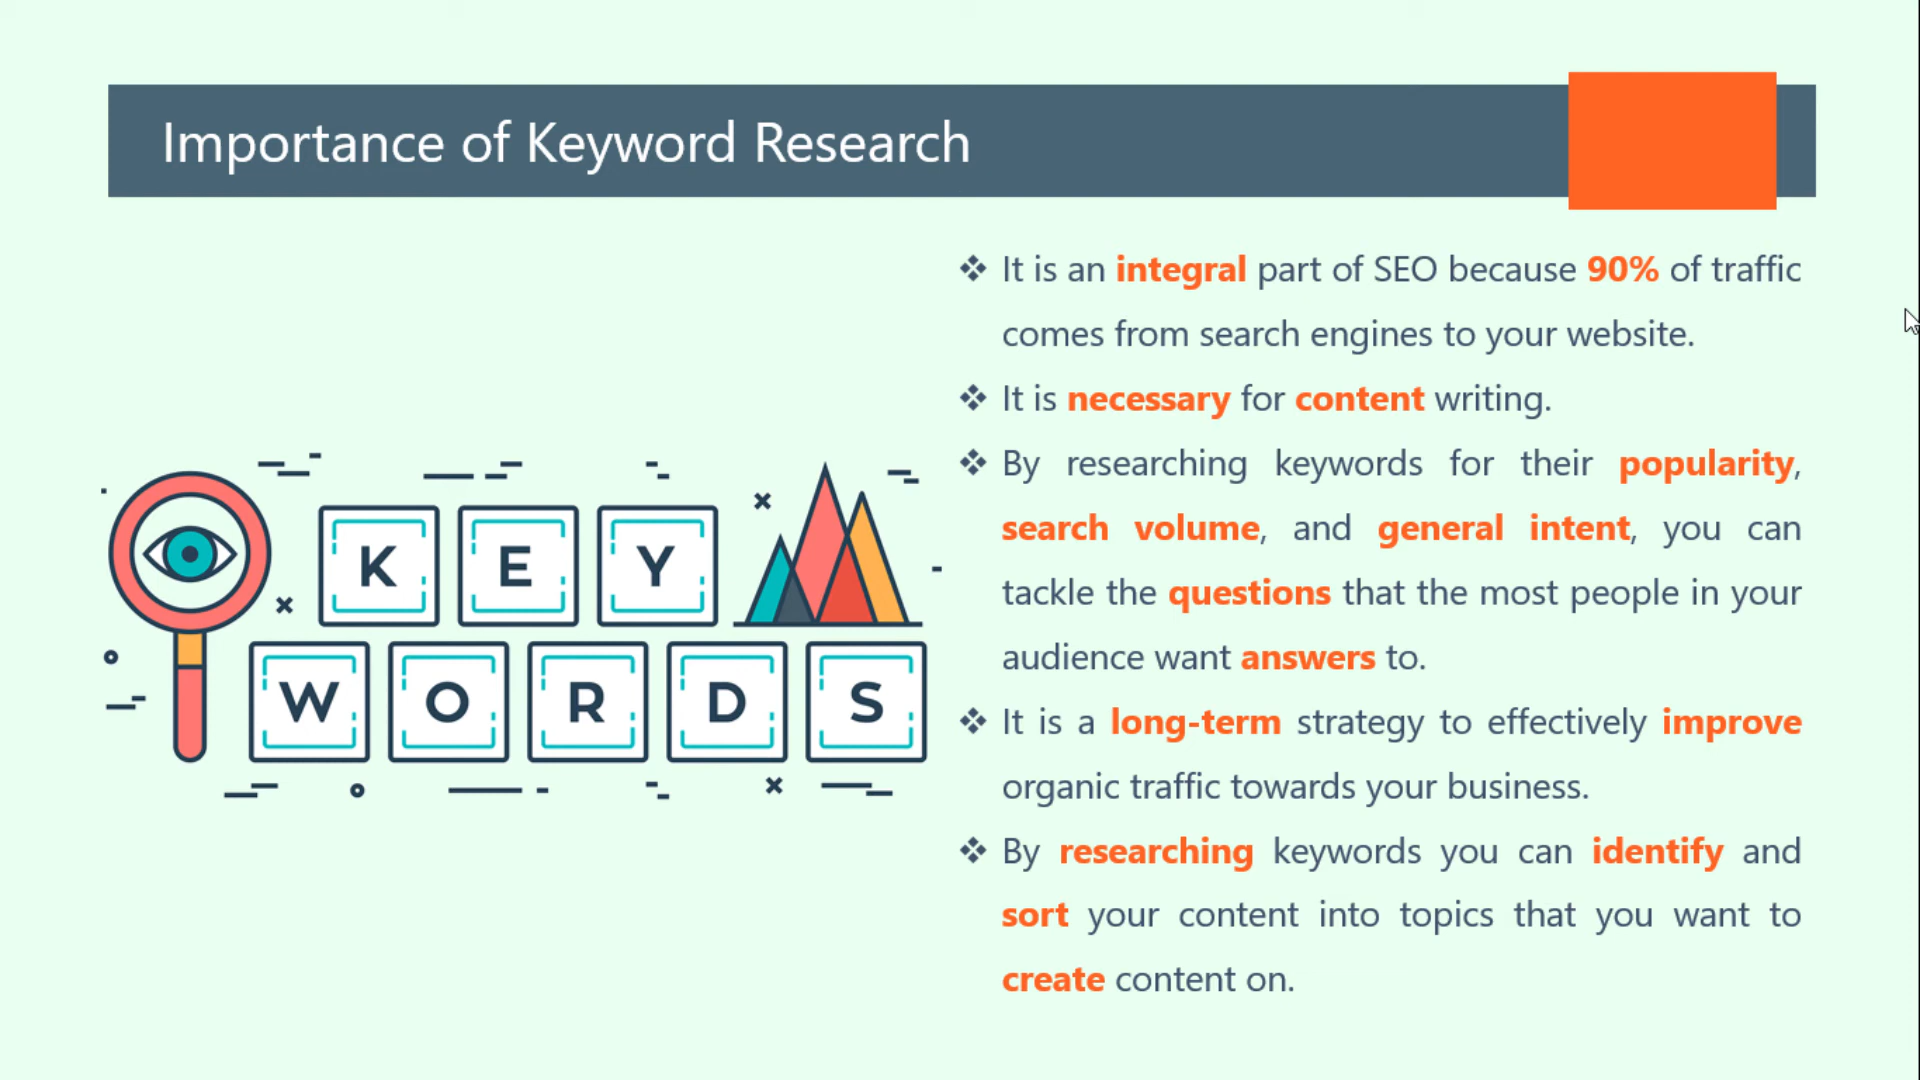 Importance of Keyword Research
It is an integral part of SEO because 90% of traffic
comes from search engines to your website.
It is necessary for content writing.
By researching keywords for their popularity,
search volume, and general intent, you can
tackle the questions that the most people in your
audience want answers to.
It is a long-term strategy to effectively improve
organic traffic towards your business.
By researching keywords you can identify and
sort your content into topics that you want to
create content on.
KEY
WORDS